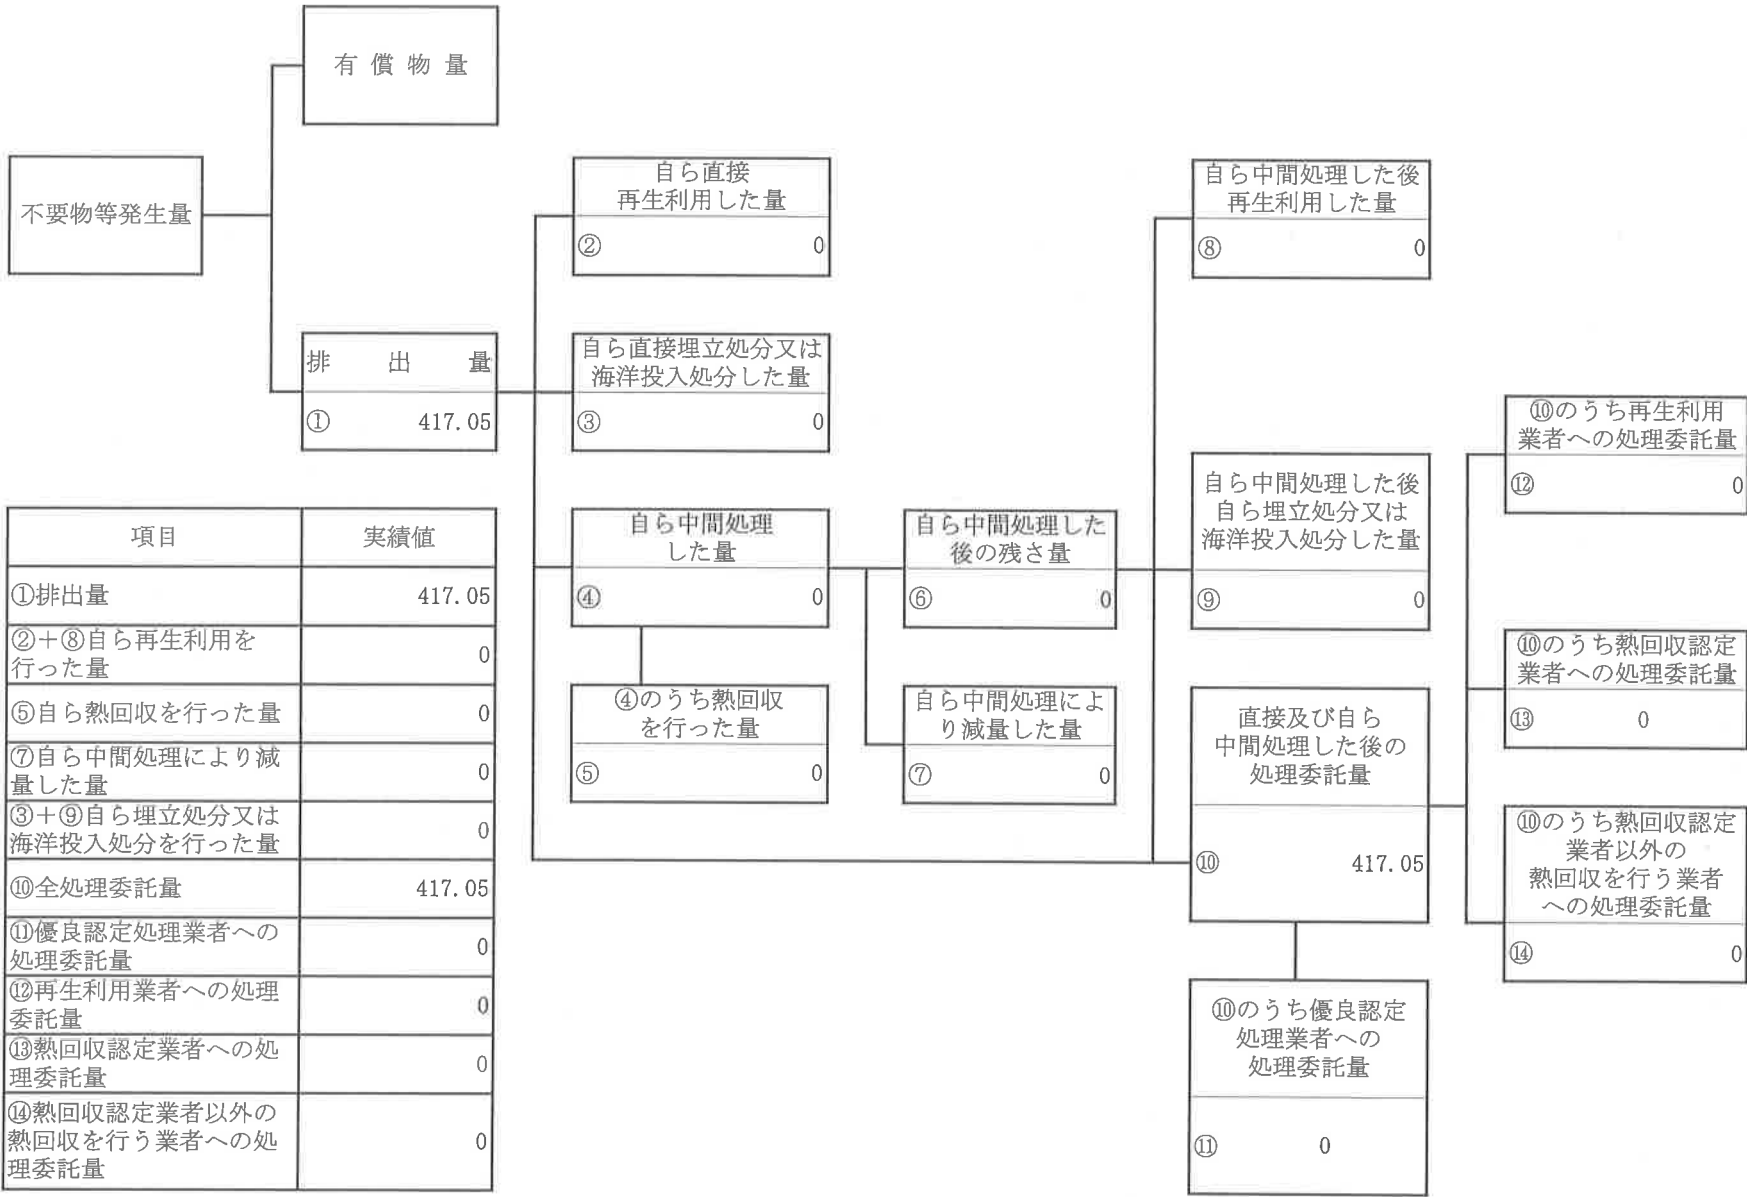 有償物量
不要物等発生量
排出量
① 417.05
自ら直接
再生利用した量
② 0
自ら直接埋立処分又は
海洋投入処分した量
③ 0
自ら中間処理
した量
④ 0
④のうち熱回収
を行った量
⑤ 0
自ら中間処理した
後の残さ量
⑥ 0
自ら中間処理によ
り減量した量
⑦ 0
自ら中間処理した後
再生利用した量
⑧ 0
自ら中間処理した後
自ら埋立処分又は
海洋投入処分した量
⑨ 0
直接及び自ら
中間処理した後の
処理委託量
⑩ 417.05
⑩のうち優良認定
処理業者への
処理委託量
⑪ 0
⑩のうち再生利用
業者への処理委託量
⑫ 0
⑩のうち熱回収認定
業者への処理委託量
⑬ 0
⑩のうち熱回収認定
業者以外の
熱回収を行う業者
への処理委託量
⑭ 0
項目 実績値
①排出量 417.05
②+⑧自ら再生利用を
行った量 0
⑤自ら熱回収を行った量 0
⑦自ら中間処理により減
量した量 0
③+⑨自ら埋立処分又は
海洋投入処分を行った量 0
⑩全処理委託量 417.05
⑪優良認定処理業者への
処理委託量 0
⑫再生利用業者への処理
委託量 0
⑬熱回収認定業者への処
理委託量 0
⑭熱回収認定業者以外の
熱回収を行う業者への処
理委託量 0